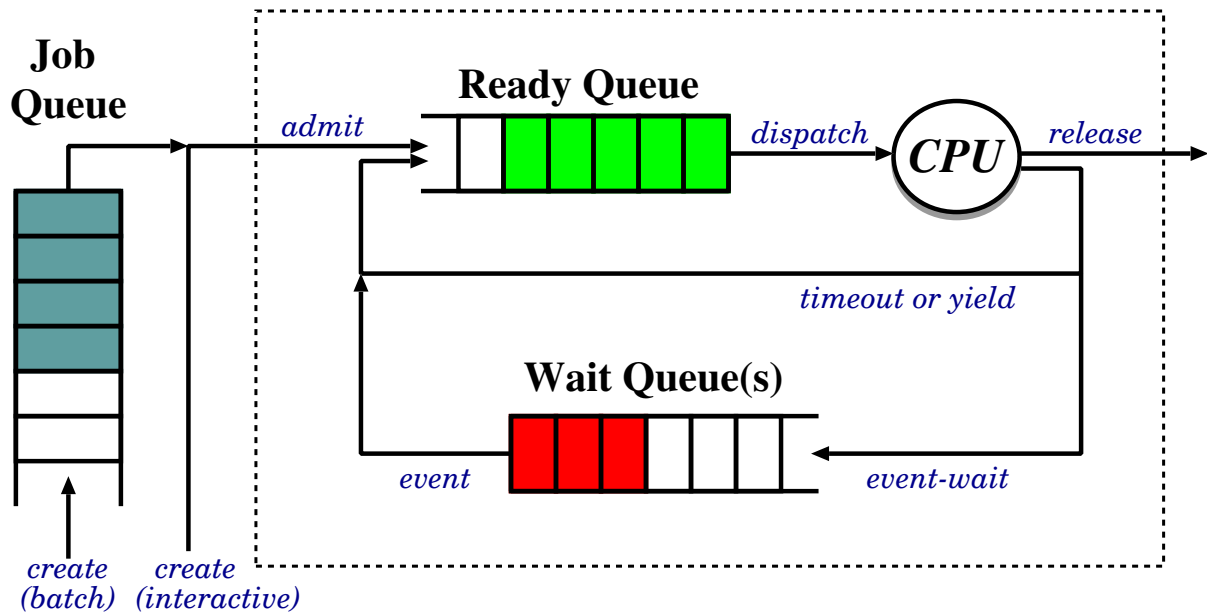 Job
Queue
Ready Queue
admit
dispatch
CPU
release
timeout or yield
Wait Queue(s)
event
event-wait
create
(batch)
create
(interactive)